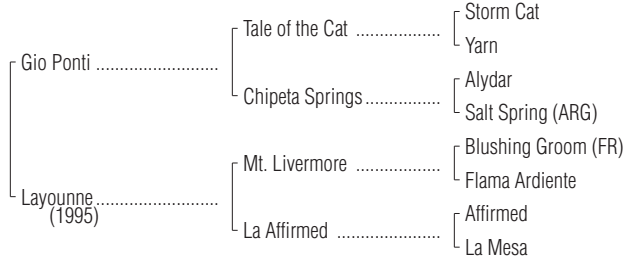 Storm Cat
Tale of the Cat ....................
Yarn
Gio Ponti ............................
Alydar
Chipeta Springs..................
Salt Spring (ARG)
Blushing Groom (FR)
Mt. Livermore ....................
Flama Ardiente
Layounne............................
(1995)
Affirmed
La Affirmed ........................
La Mesa